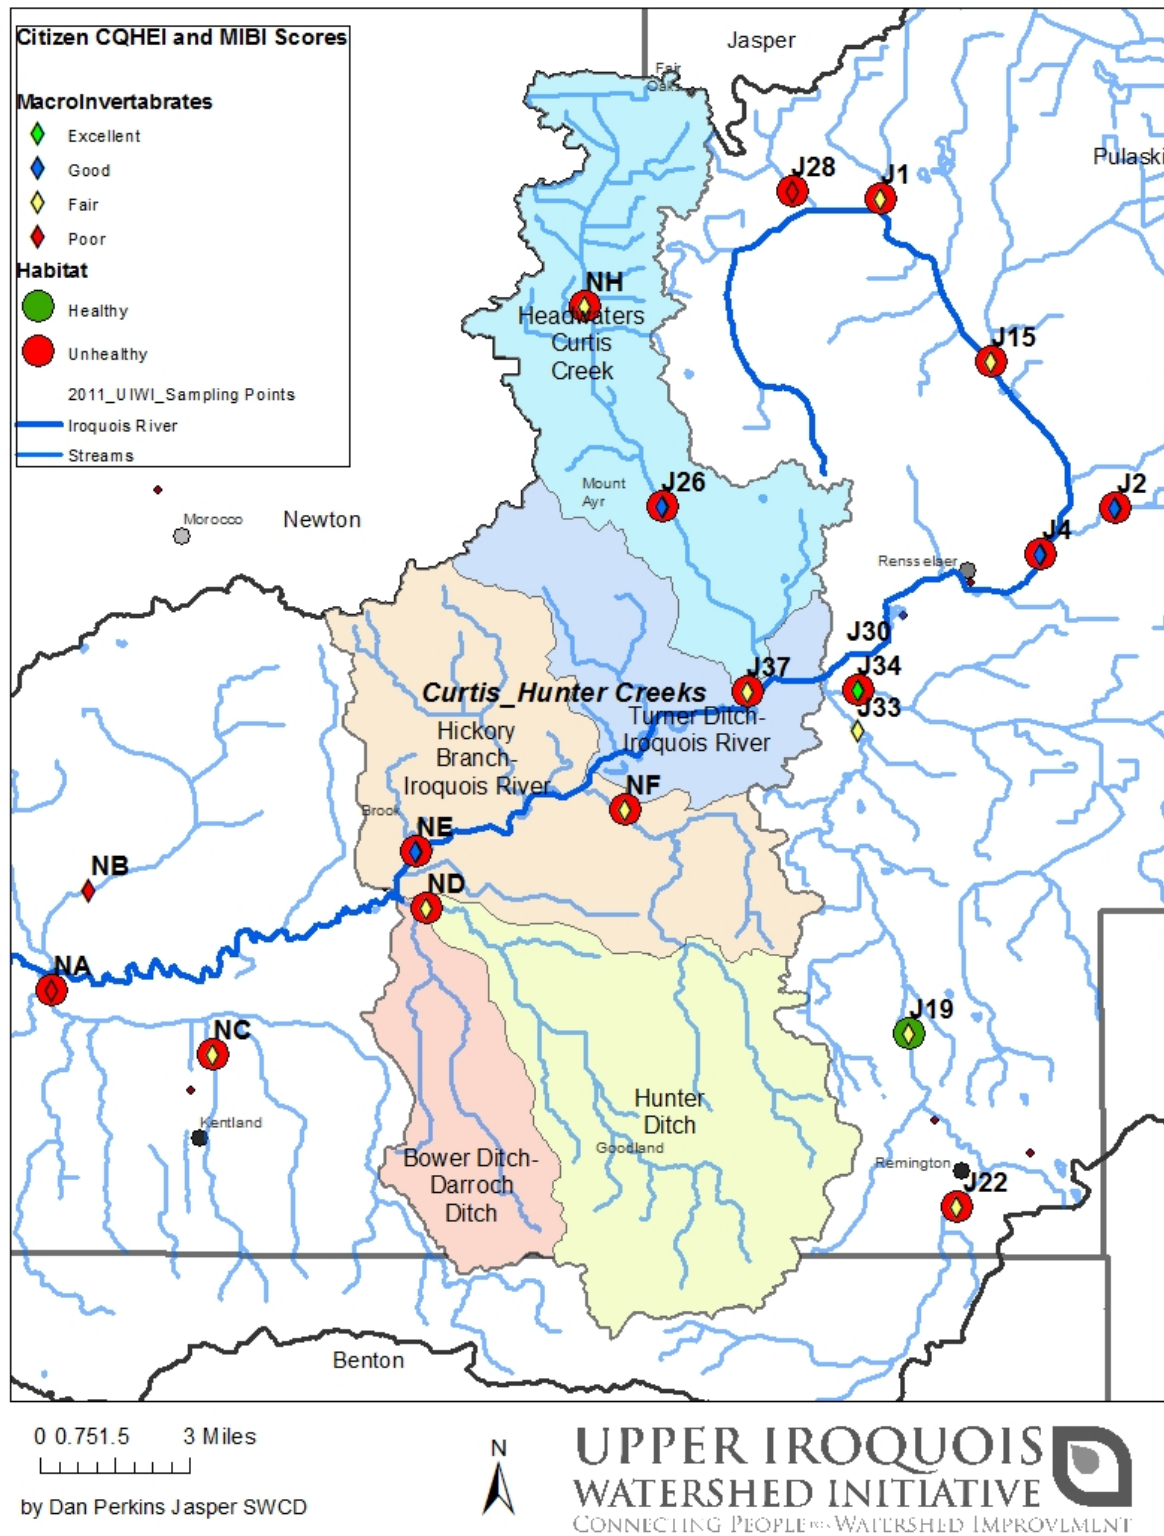 Citizen CQHEI and MIBI Scores
MacroInvertabrates
Excellent
Good
Fair
Poor
Habitat
Healthy
Unhealthy
2011_UIWI_Sampling Points
Iroquois River
Streams
Jasper
Fair
Oaks
Pulaski
J28
J1
NH
Headwaters
Curtis
Creek
J15
Mount
Ayr
J26
J2
J4
Morocco
Newton
Rensselaer
J30
J37
J34
J33
Curtis_Hunter Creeks
Turner Ditch-
Iroquois River
Hickory
Branch-
Iroquois River
NF
Brook
NE
NB
ND
NA
NC
J19
Kentland
Hunter
Ditch
Goodland
Bower Ditch-
Darroch
Ditch
Remington
J22
Benton
0 0.751.5 3 Miles
N
by Dan Perkins Jasper SWCD
UPPER IROQUOIS
WATERSHED INITIATIVE
CONNECTING PEOPLE WATERSHED IMPROVEMENT